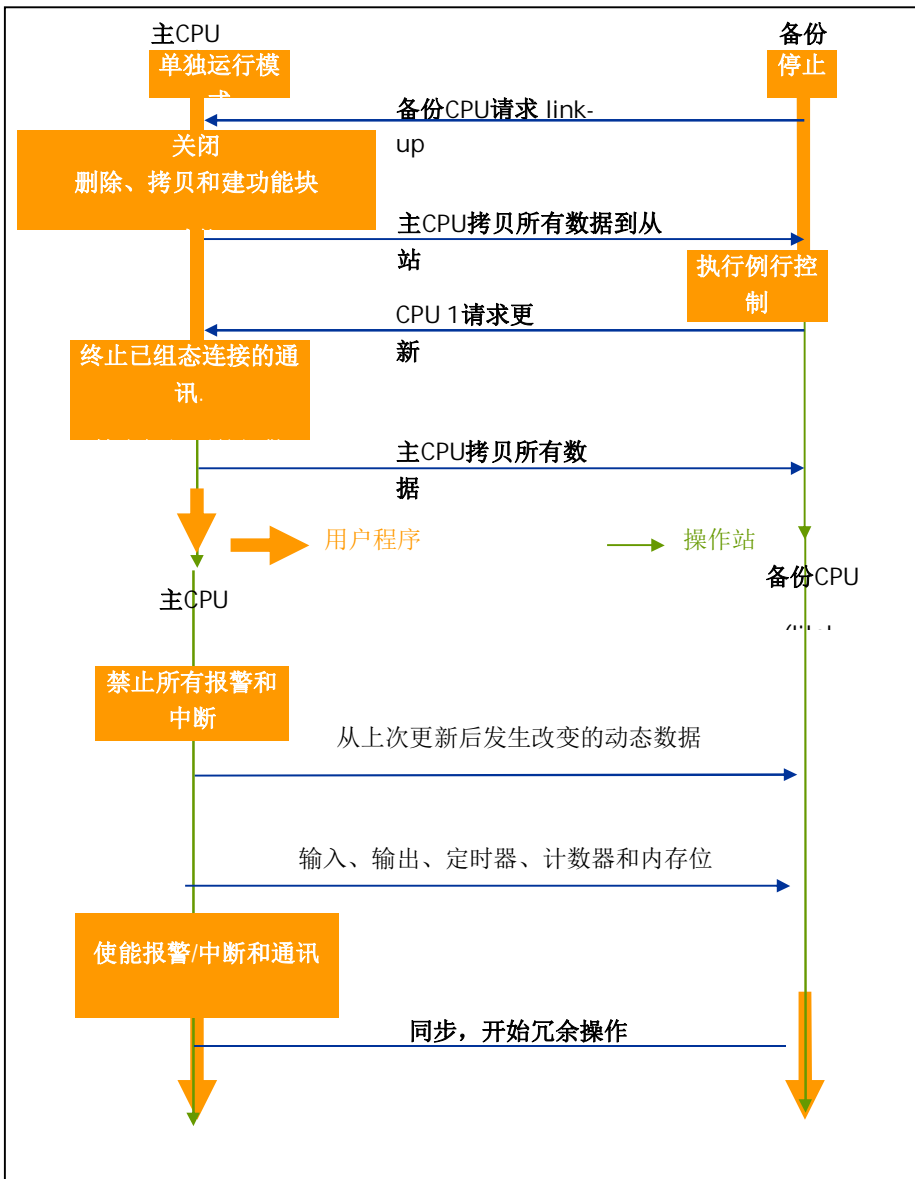 主CPU
备份
单独运行模
停止
备份CPU请求 link-
up
关闭
删除、拷贝和建功能块
主CPU拷贝所有数据到从
站
执行例行控
制
CPU 1请求更
新
终止已组态连接的通
讯.
主CPU拷贝所有数
据
用户程序
操作站
主CPU
备份CPU
禁止所有报警和
中断
从上次更新后发生改变的动态数据
输入、输出、定时器、计数器和内存位
使能报警/中断和通讯
同步，开始冗余操作